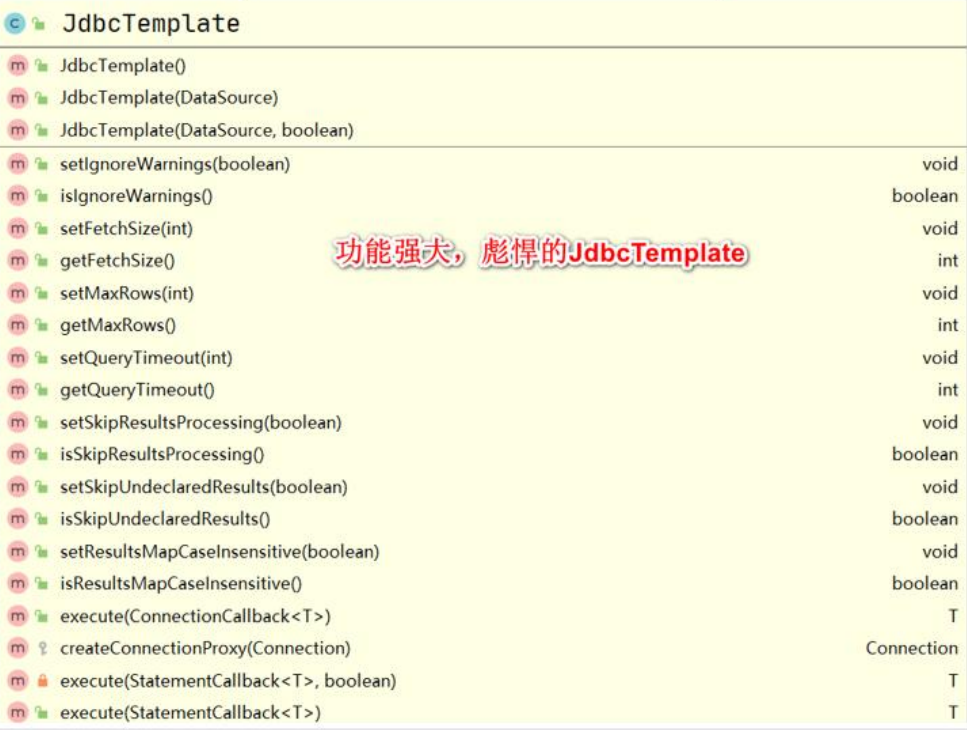 C JdbcTemplate
m JdbcTemplate()
m JdbcTemplate(DataSource)
m JdbcTemplate(DataSource, boolean)
m setIgnoreWarnings(boolean) void
m isIgnoreWarnings() boolean
m setFetchSize(int) void
功能强大，彪悍的JdbcTemplate
m getFetchSize() int
m setMaxRows(int) void
m getMaxRows() int
m setQueryTimeout(int) void
m getQueryTimeout() int
m setSkipResultsProcessing(boolean) void
m isSkipResultsProcessing() boolean
m setSkipUndeclaredResults(boolean) void
m isSkipUndeclaredResults() boolean
m setResultsMapCaseInsensitive(boolean) void
m isResultsMapCaseInsensitive() boolean
m execute(ConnectionCallback<T>) T
m createConnectionProxy(Connection) Connection
m execute(StatementCallback<T>, boolean) T
m execute(StatementCallback<T>) T